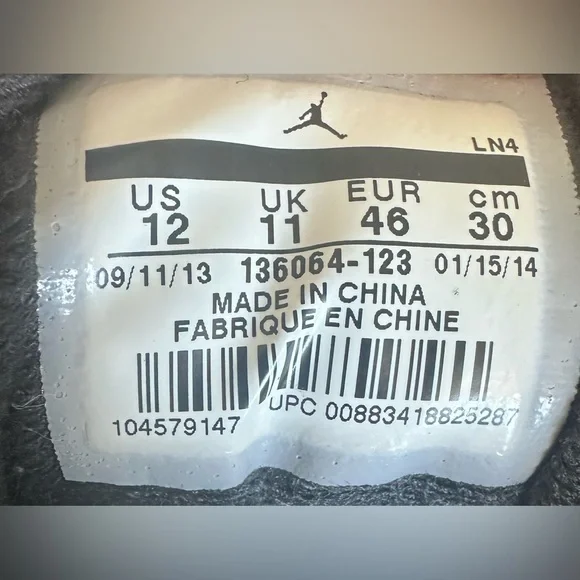 LN4
US UK EUR cm
12 11 46 30
09/11/13 136064-123 01/15/14
MADE IN CHINA
FABRIQUE EN CHINE
104579147 UPC 00883418825287